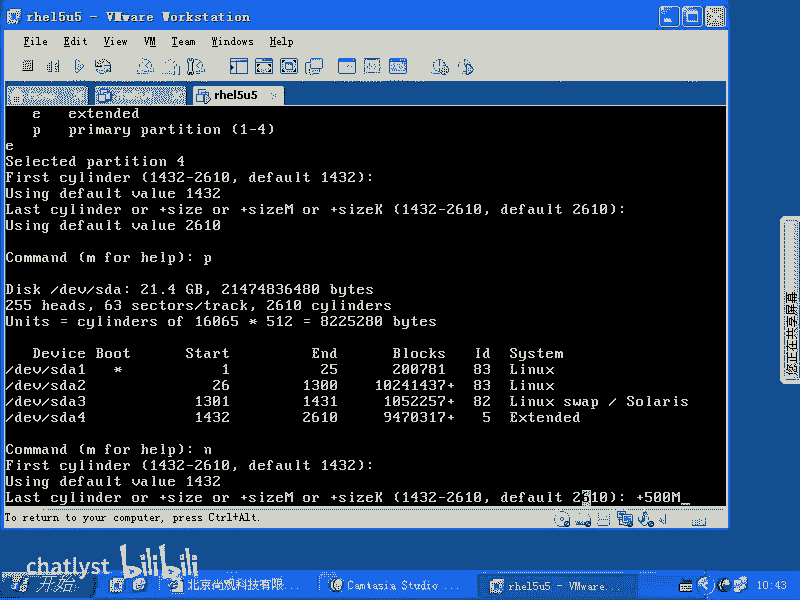 rhel5u5 - VMware Workstation
File Edit View VM Team Windows Help
rhel5u5
e extended
p primary partition (1-4)
e
Selected partition 4
First cylinder (1432-2610, default 1432):
Using default value 1432
Last cylinder or +size or +sizeM or +sizeK (1432-2610, default 2610):
Using default value 2610
Command (m for help): p
Disk /dev/sda: 21.4 GB, 21474836480 bytes
255 heads, 63 sectors/track, 2610 cylinders
Units = cylinders of 16065 * 512 = 8225280 bytes
Device Boot Start End Blocks Id System
/dev/sda1 * 1 25 200781 83 Linux
/dev/sda2 26 1300 10241437+ 83 Linux
/dev/sda3 1301 1431 1052257+ 82 Linux swap / Solaris
/dev/sda4 1432 2610 9470317+ 5 Extended
Command (m for help): n
First cylinder (1432-2610, default 1432):
Using default value 1432
Last cylinder or +size or +sizeM or +sizeK (1432-2610, default 2610): +500M_
To return to your computer, press Ctrl+Alt.
您正在共享屏幕
chatlyst bilibili
开始 北京尚观科技有限... Camtasia Studio ... rhel5u5 - VMware... 10:43